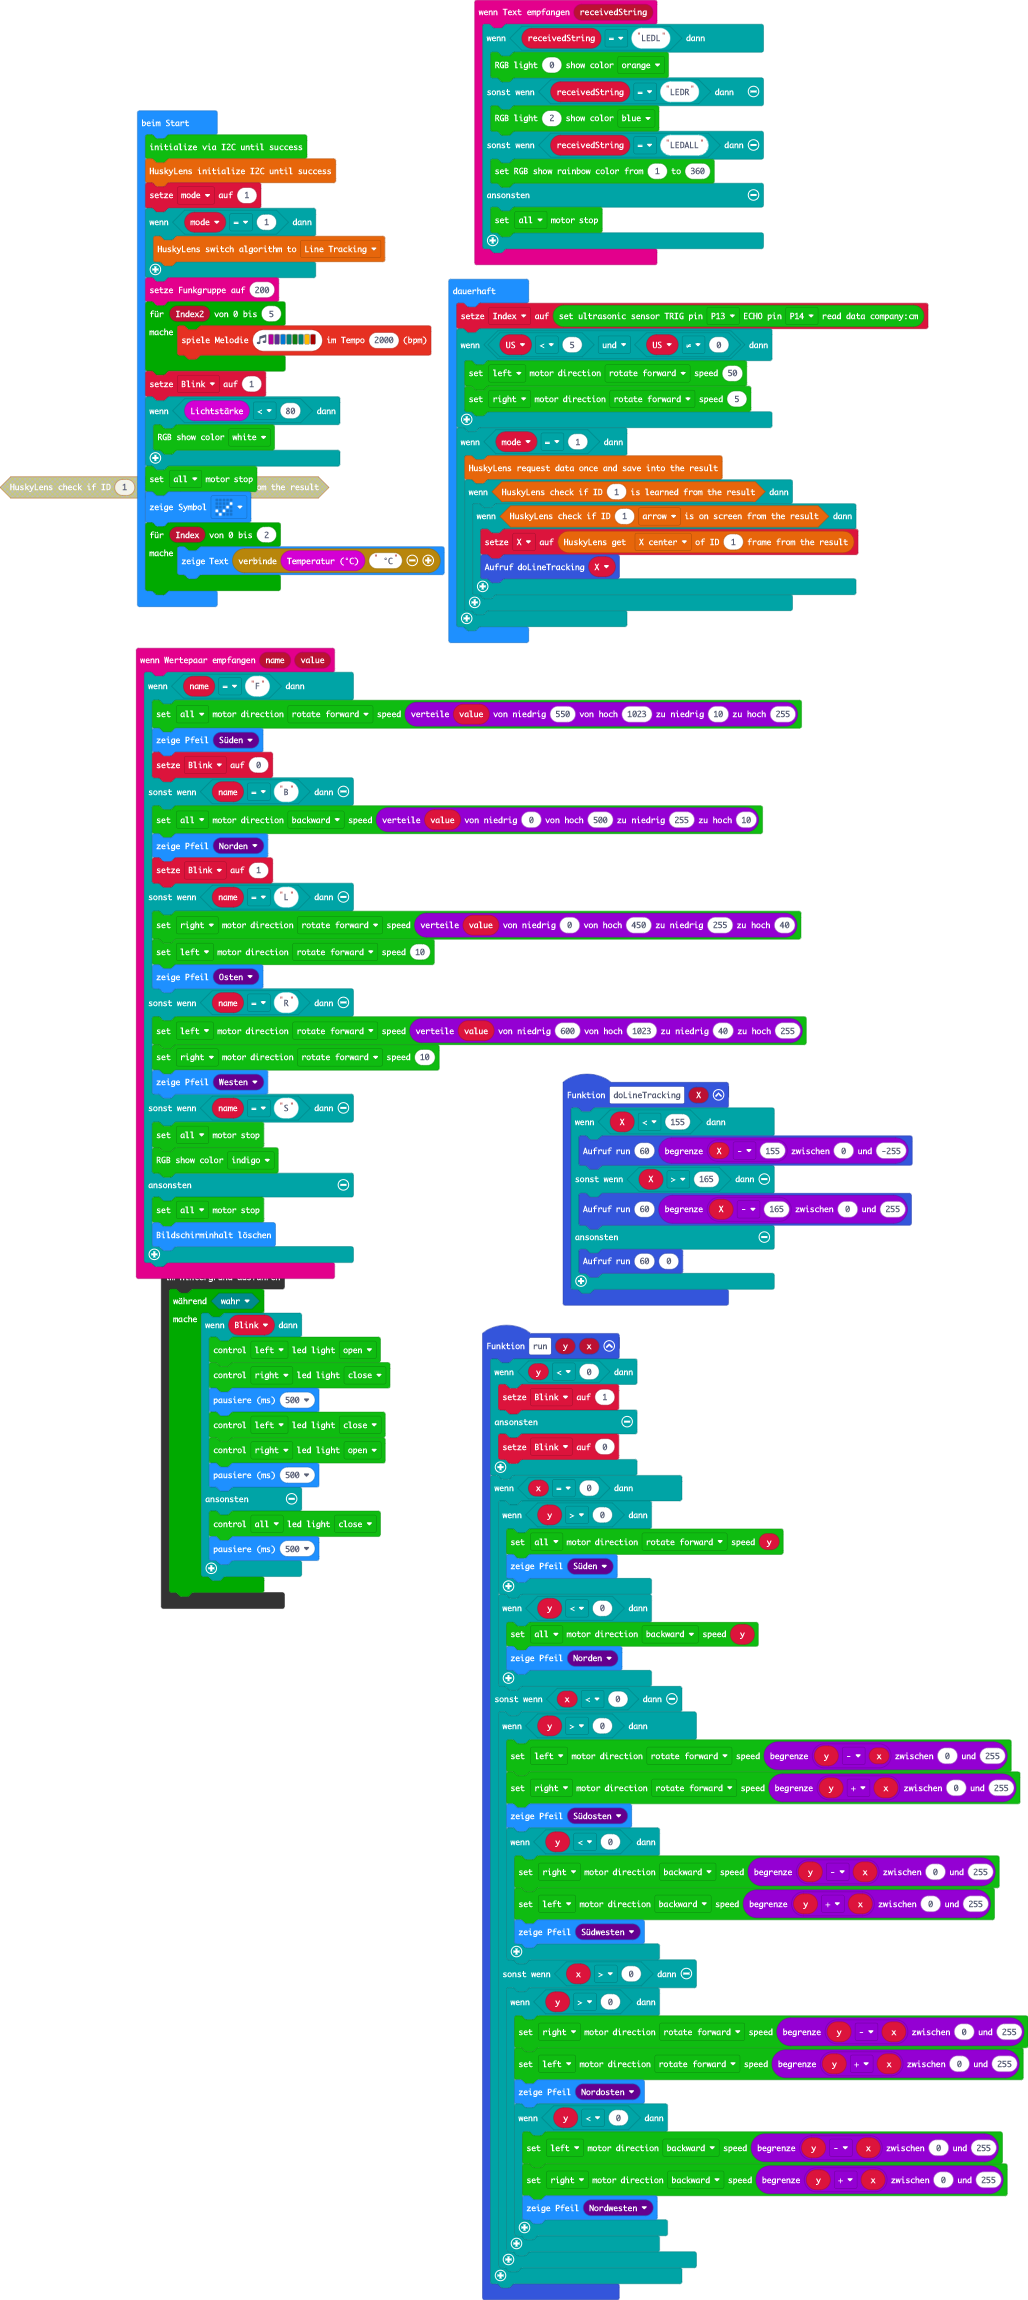 wenn Text empfangen receivedString
wenn receivedString = "LEDL" dann
RGB light 0 show color orange
sonst wenn receivedString = "LEDR" dann
RGB light 2 show color blue
sonst wenn receivedString = "LEDALL" dann
set RGB show rainbow color from 1 to 360
ansonsten
set all motor stop
beim Start
initialize via I2C until success
HuskyLens initialize I2C until success
setze mode auf 1
wenn mode = 1 dann
HuskyLens switch algorithm to Line Tracking
setze Funkgruppe auf 200
für Index2 von 0 bis 5
mache
spiele Melodie im Tempo 2000 (bpm)
setze Blink auf 1
wenn Lichtstärke < 80 dann
RGB show color white
set all motor stop
HuskyLens check if ID 1 om the result
zeige Symbol
für Index von 0 bis 2
mache
zeige Text verbinde Temperatur (°C) " °C"
dauerhaft
setze Index auf set ultrasonic sensor TRIG pin P13 ECHO pin P14 read data company:cm
wenn US < 5 und US ≠ 0 dann
set left motor direction rotate forward speed 50
set right motor direction rotate forward speed 5
wenn mode = 1 dann
HuskyLens request data once and save into the result
wenn HuskyLens check if ID 1 is learned from the result dann
wenn HuskyLens check if ID 1 arrow is on screen from the result dann
setze X auf HuskyLens get X center of ID 1 frame from the result
Aufruf doLineTracking X
wenn Wertepaar empfangen name value
wenn name = "F" dann
set all motor direction rotate forward speed verteile value von niedrig 550 von hoch 1023 zu niedrig 10 zu hoch 255
zeige Pfeil Süden
setze Blink auf 0
sonst wenn name = "B" dann
set all motor direction backward speed verteile value von niedrig 0 von hoch 500 zu niedrig 255 zu hoch 10
zeige Pfeil Norden
setze Blink auf 1
sonst wenn name = "L" dann
set right motor direction rotate forward speed verteile value von niedrig 0 von hoch 450 zu niedrig 255 zu hoch 40
set left motor direction rotate forward speed 10
zeige Pfeil Osten
sonst wenn name = "R" dann
set left motor direction rotate forward speed verteile value von niedrig 600 von hoch 1023 zu niedrig 40 zu hoch 255
set right motor direction rotate forward speed 10
zeige Pfeil Westen
sonst wenn name = "S" dann
set all motor stop
RGB show color indigo
ansonsten
set all motor stop
Bildschirminhalt löschen
während wahr
mache
wenn Blink dann
control left led light open
control right led light close
pausiere (ms) 500
control left led light close
control right led light open
pausiere (ms) 500
ansonsten
control all led light close
pausiere (ms) 500
Funktion doLineTracking X
wenn X < 155 dann
Aufruf run 60 begrenze X - 155 zwischen 0 und -255
sonst wenn X > 165 dann
Aufruf run 60 begrenze X - 165 zwischen 0 und 255
ansonsten
Aufruf run 60 0
Funktion run y x
wenn y < 0 dann
setze Blink auf 1
ansonsten
setze Blink auf 0
wenn x = 0 dann
wenn y > 0 dann
set all motor direction rotate forward speed y
zeige Pfeil Süden
wenn y < 0 dann
set all motor direction backward speed y
zeige Pfeil Norden
sonst wenn x < 0 dann
wenn y > 0 dann
set left motor direction rotate forward speed begrenze y - x zwischen 0 und 255
set right motor direction rotate forward speed begrenze y + x zwischen 0 und 255
zeige Pfeil Südosten
wenn y < 0 dann
set right motor direction backward speed begrenze y - x zwischen 0 und 255
set left motor direction backward speed begrenze y + x zwischen 0 und 255
zeige Pfeil Südwesten
sonst wenn x > 0 dann
wenn y > 0 dann
set right motor direction rotate forward speed begrenze y - x zwischen 0 und 255
set left motor direction rotate forward speed begrenze y + x zwischen 0 und 255
zeige Pfeil Nordosten
wenn y < 0 dann
set left motor direction backward speed begrenze y - x zwischen 0 und 255
set right motor direction backward speed begrenze y + x zwischen 0 und 255
zeige Pfeil Nordwesten